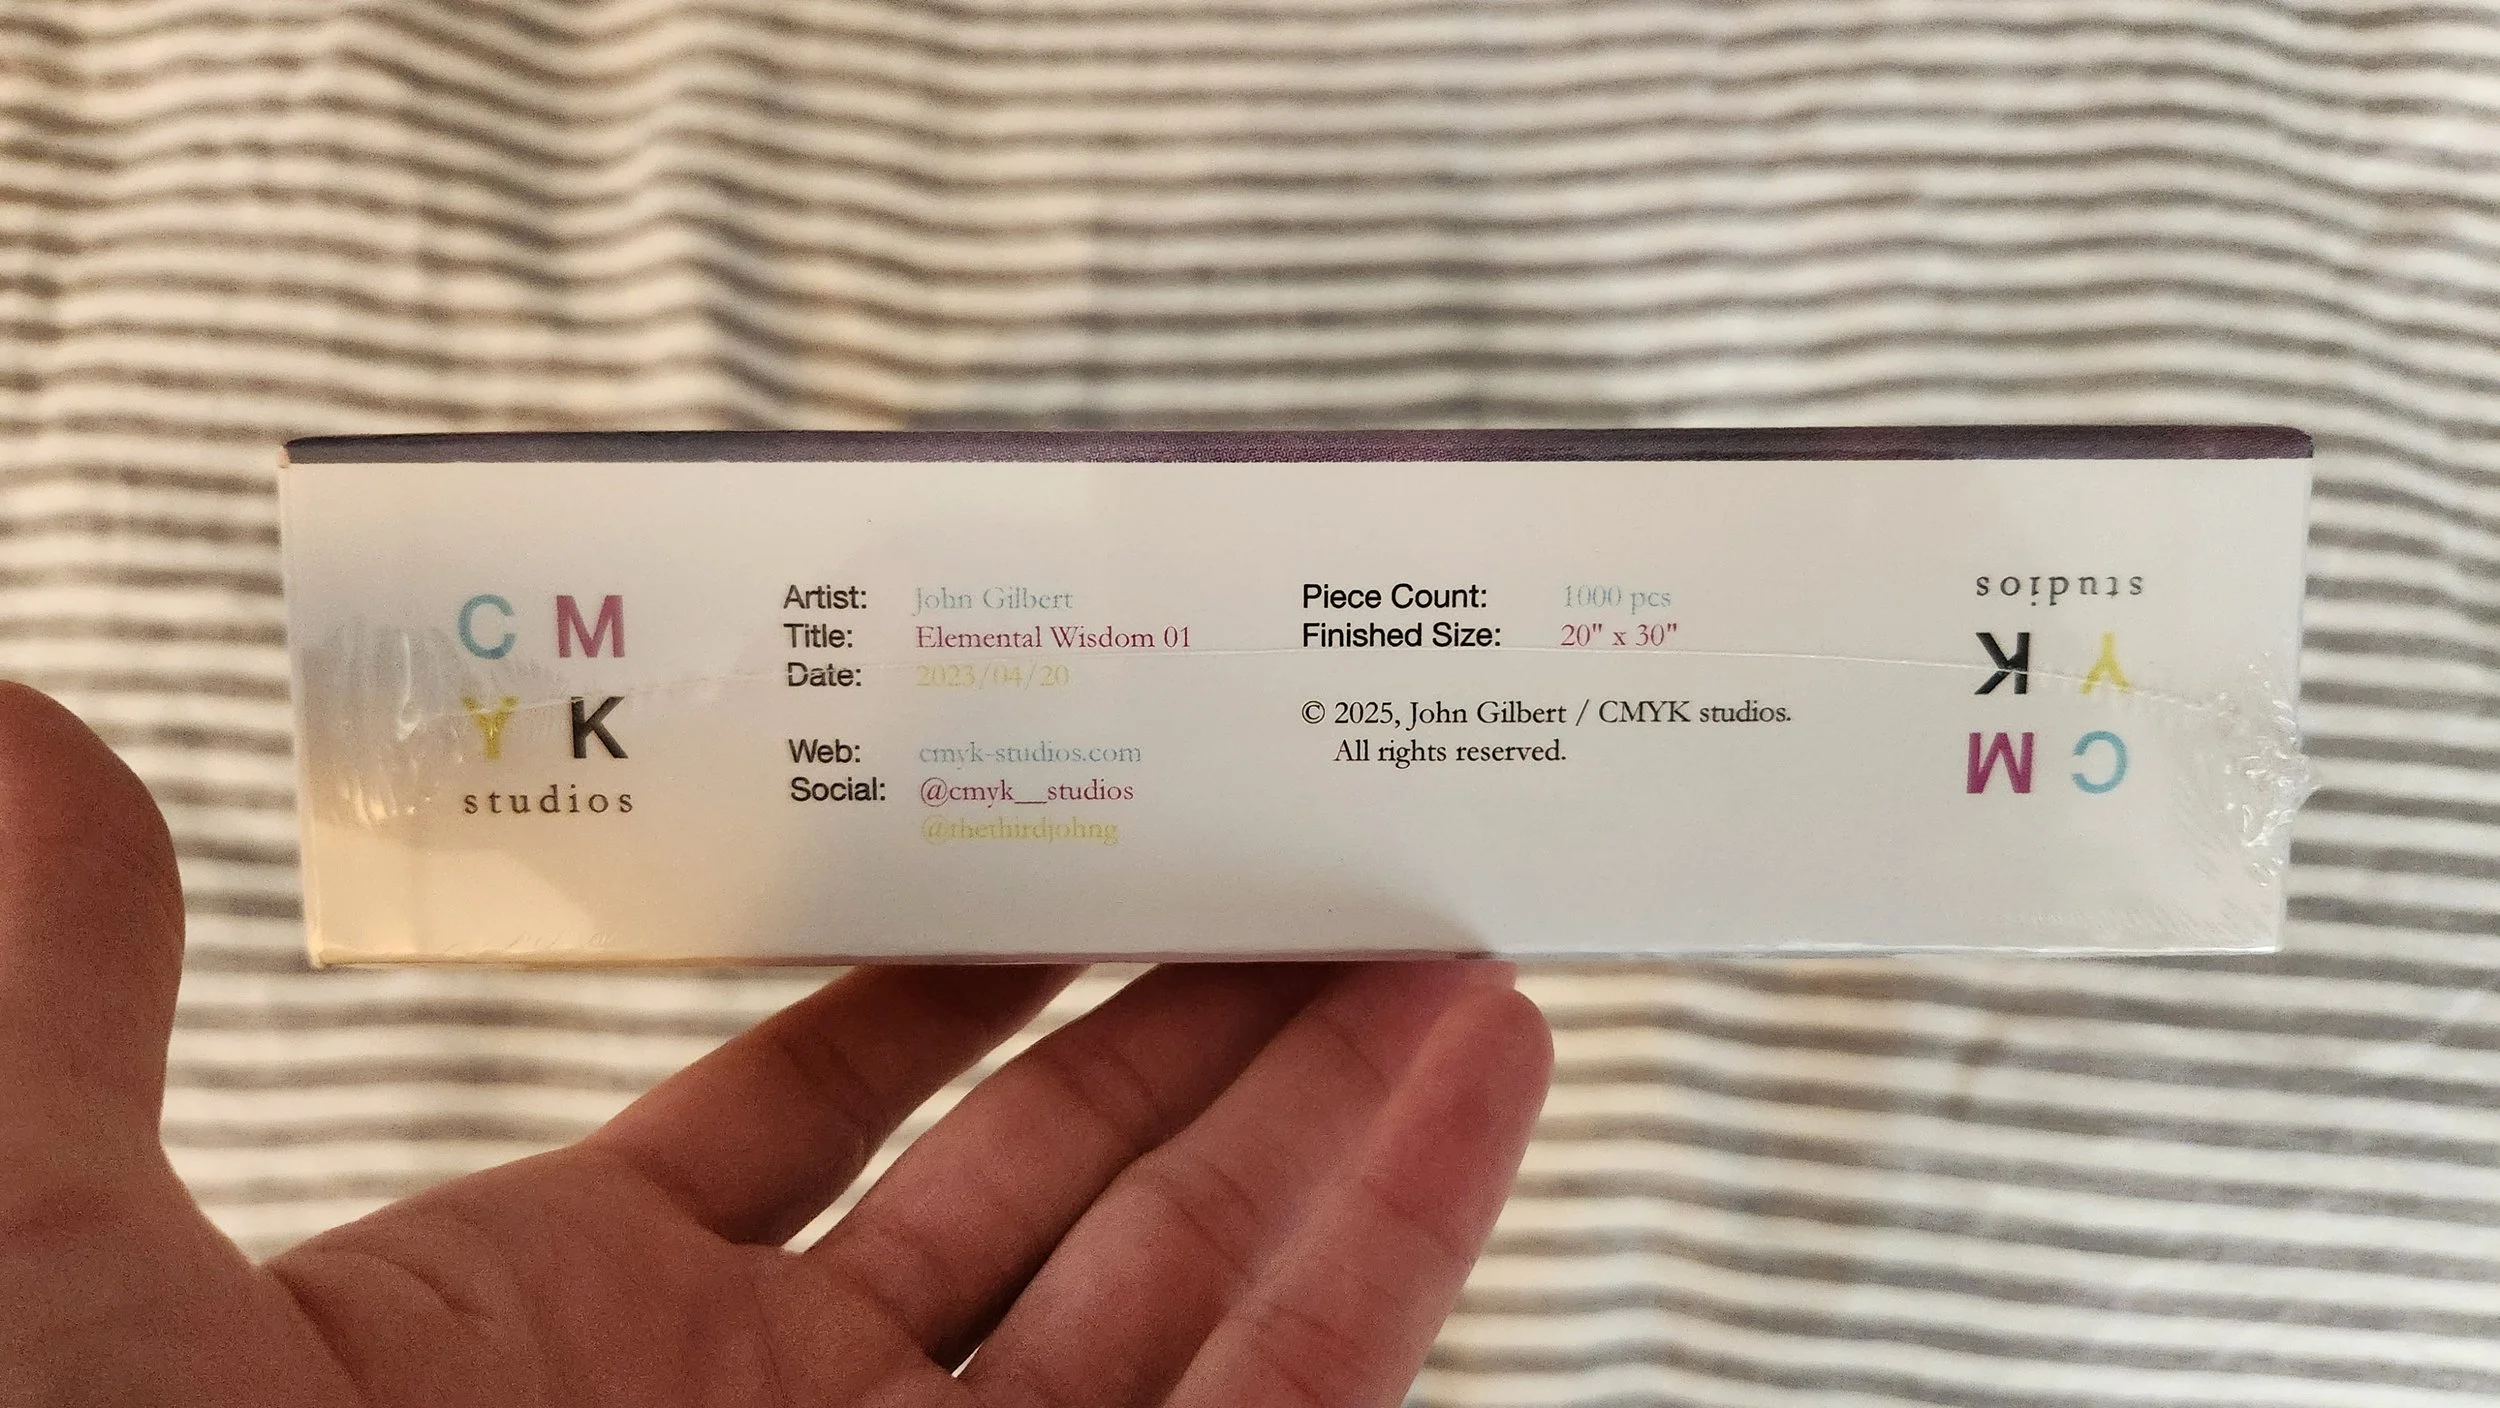 C M
Y K
studios
Artist: John Gilbert
Title: Elemental Wisdom 01
Date: 2023/04/20
Web: cmyk-studios.com
Social: @cmyk__studios
@thethirdjohng
Piece Count: 1000 pcs
Finished Size: 20" x 30"
© 2025, John Gilbert / CMYK studios.
All rights reserved.
C M
Y K
studios